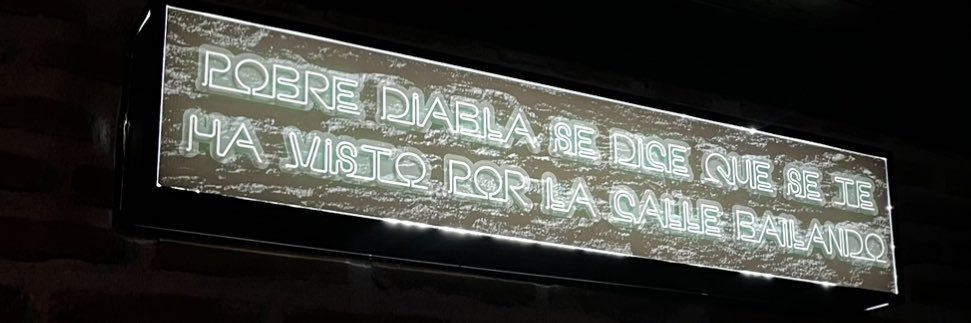 POBRE DIABLA SE DICE QUE SE TE
HA VISTO POR LA CALLE BAILANDO